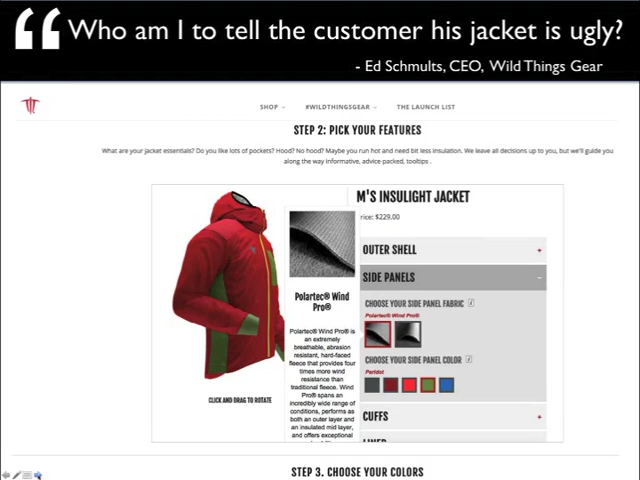 “Who am I to tell the customer his jacket is ugly?
- Ed Schmults, CEO, Wild Things Gear
SHOP
#WILDTHINGSGEAR
THE LAUNCH LIST
STEP 2: PICK YOUR FEATURES
What are your jacket essentials? Do you like lots of pockets? Hood? No hood? Maybe you run hot and need bit less insulation. We leave all decisions up to you, but we'll guide you
along the way informative, advice packed, tooltips .
M'S INSULIGHT JACKET
rice: $229.00
OUTER SHELL +
SIDE PANELS –
CHOOSE YOUR SIDE PANEL FABRIC i
Polartec® Wind Pro®
CHOOSE YOUR SIDE PANEL COLOR i
Peridot
CUFFS +
LINER
Polartec® Wind
Pro®
Polartec® Wind Pro® is
an extremely
breathable, abrasion
resistant, hard-faced
fleece that provides four
times more wind
resistance than
traditional fleece. Wind
Pro® spans an
incredibly wide range of
conditions, performs as
both an outer layer and
an insulated mid layer,
and offers exceptional
CLICK AND DRAG TO ROTATE
STEP 3. CHOOSE YOUR COLORS